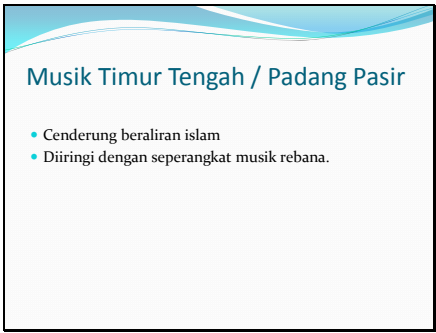 Musik Timur Tengah / Padang Pasir
Cenderung beraliran islam
Diiringi dengan seperangkat musik rebana.